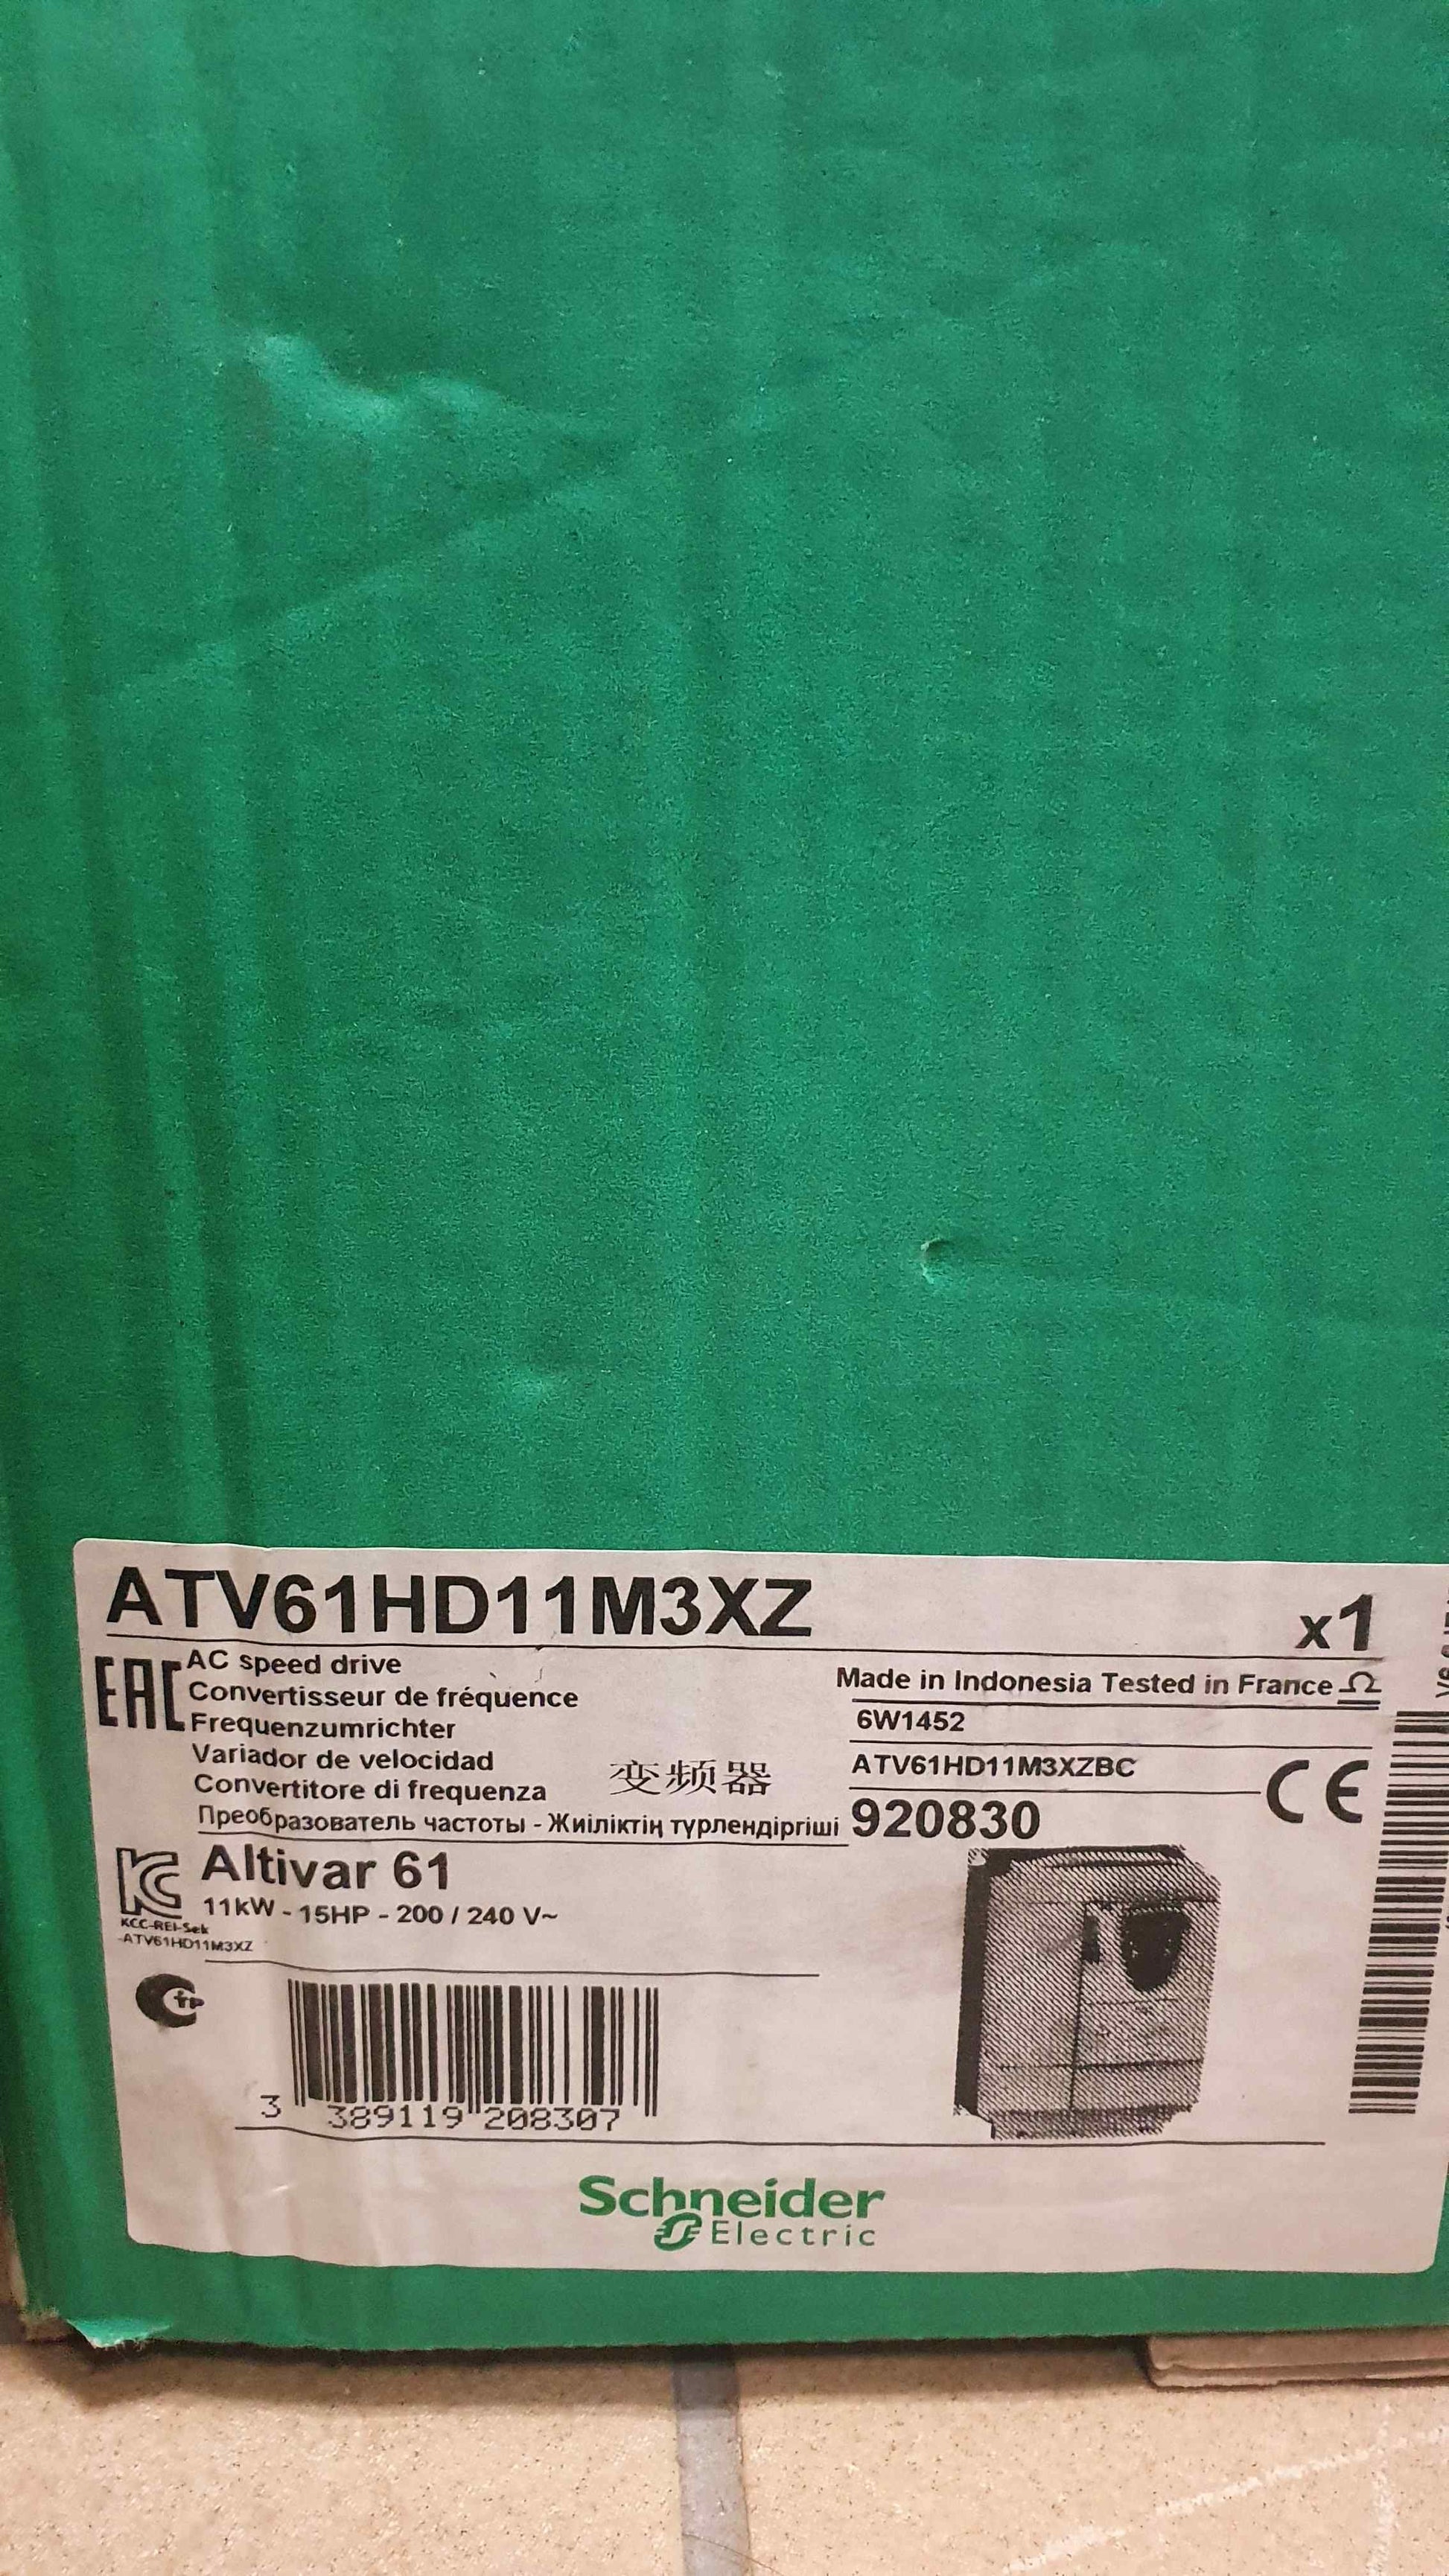 ATV61HD11M3XZ
x1
EAC
AC speed drive
Convertisseur de fréquence
Frequenzumrichter
Variador de velocidad
Convertitore di frequenza
变频器
Преобразователь частоты - Жиіліктің түрлендіргіші
Made in Indonesia Tested in France
6W1452
ATV61HD11M3XZBC
920830
CE
Altivar 61
11kW - 15HP - 200 / 240 V~
KCC-REI-Sek
-ATV61HD11M3XZ
3 389119 208307
Schneider
Electric